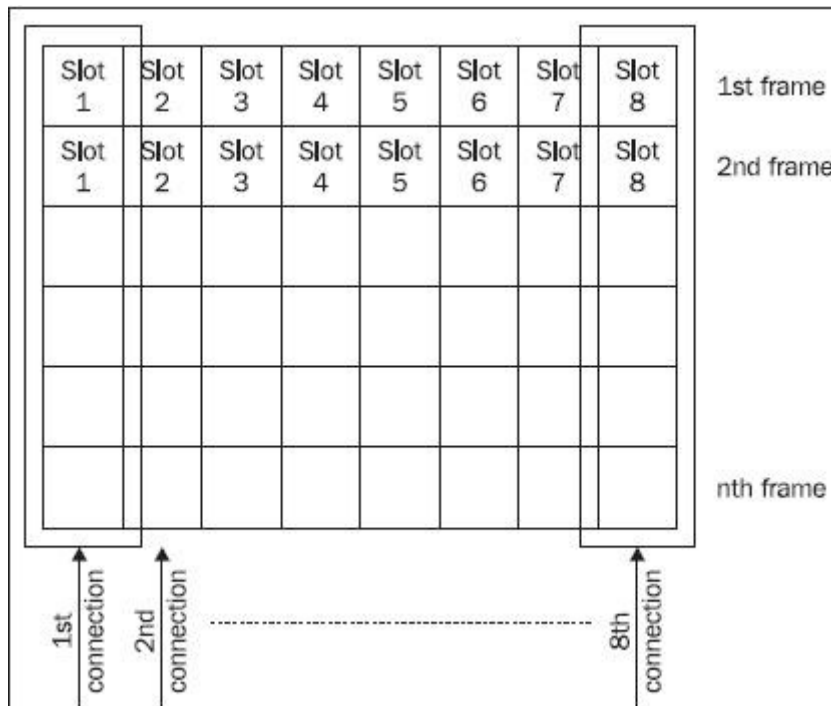 Slot Slot Slot Slot Slot Slot Slot Slot
1 2 3 4 5 6 7 8
1st frame
Slot Slot Slot Slot Slot Slot Slot Slot
1 2 3 4 5 6 7 8
2nd frame
nth frame
1st
connection
2nd
connection
8th
connection